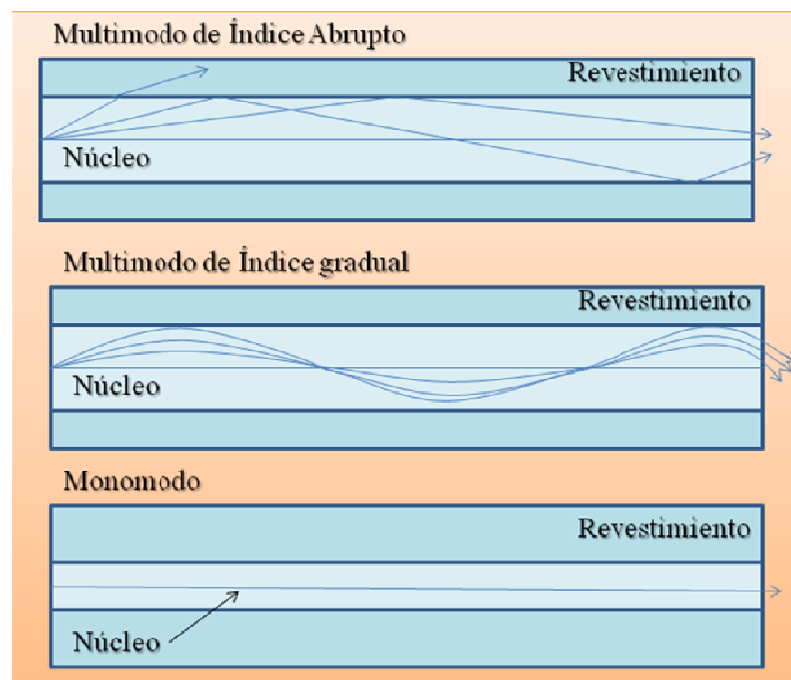 Multimodo de Índice Abrupto
Revestimiento
Núcleo
Multimodo de Índice gradual
Revestimiento
Núcleo
Monomodo
Revestimiento
Núcleo